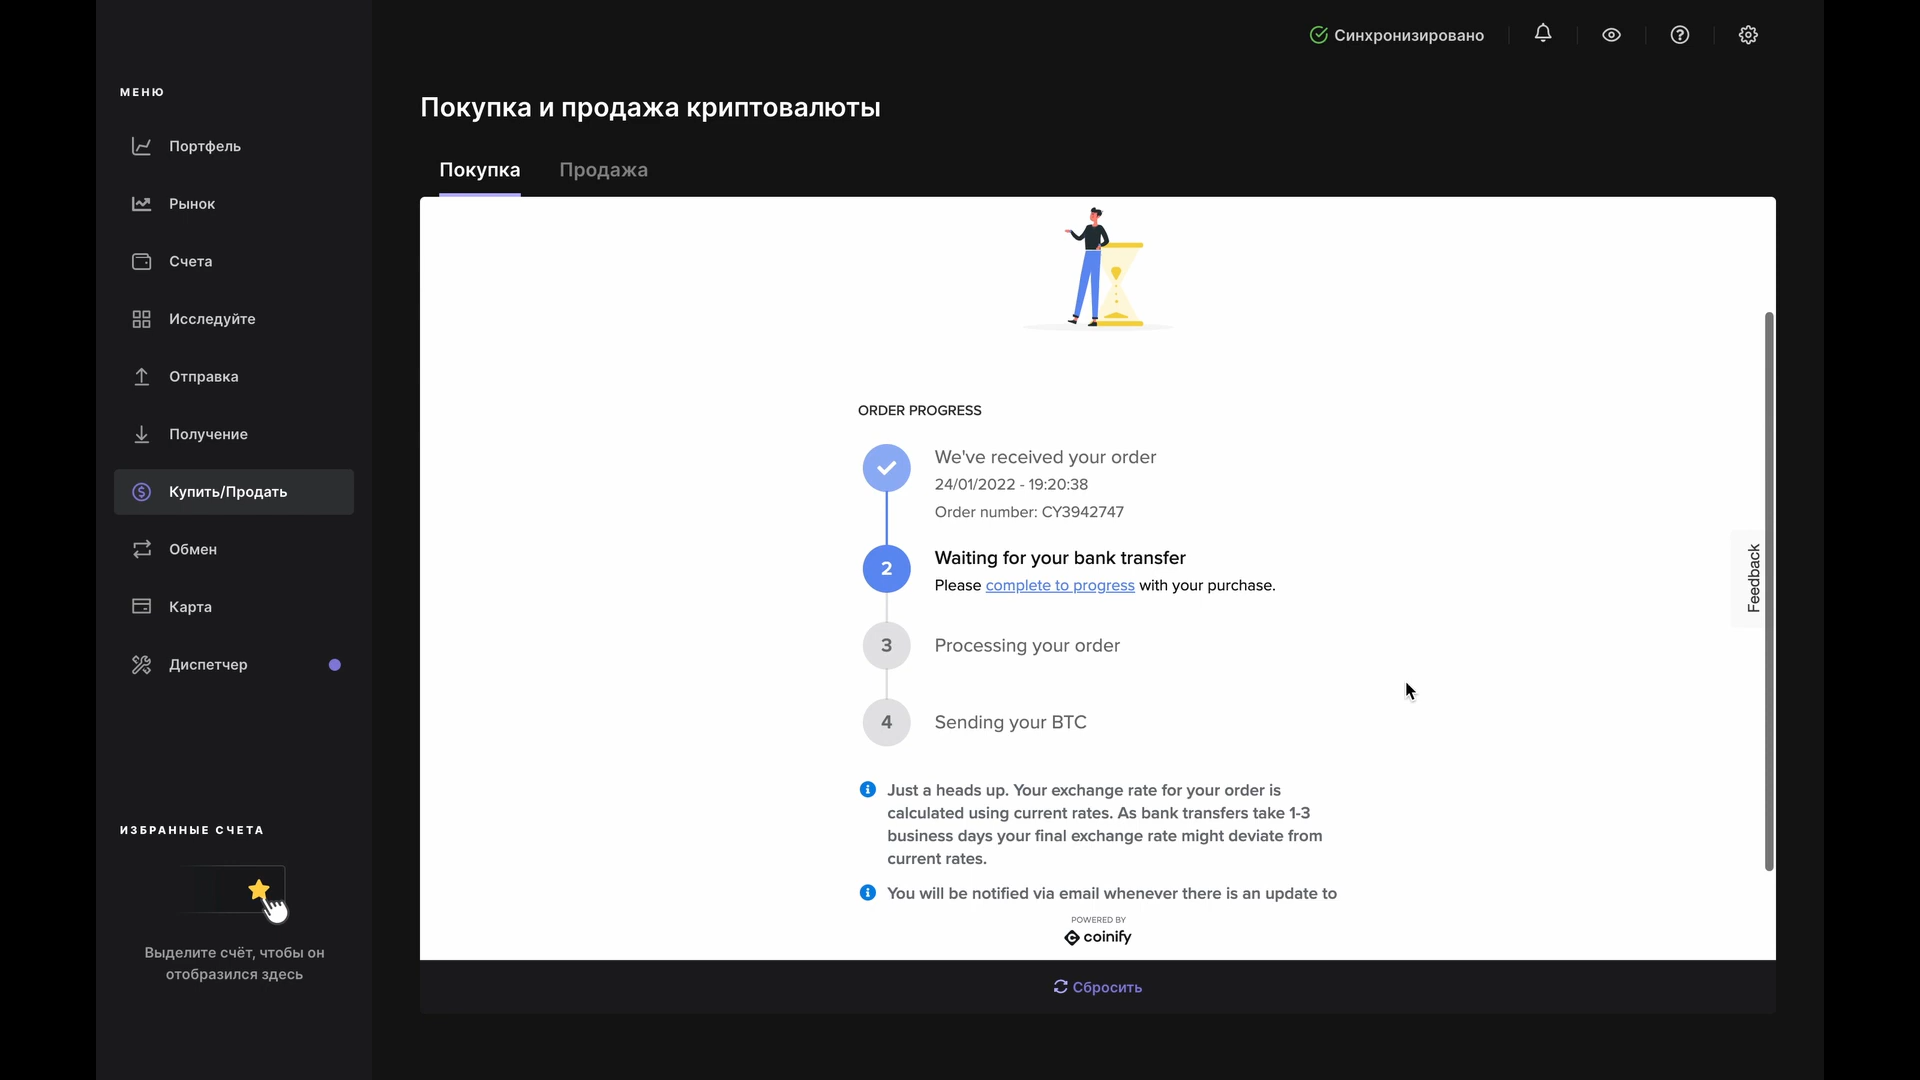 Синхронизировано
МЕНЮ
Портфель
Рынок
Счета
Исследуйте
Отправка
Получение
Купить/Продать
Обмен
Карта
Диспетчер
ИЗБРАННЫЕ СЧЕТА
Выделите счёт, чтобы он
отобразился здесь
Покупка и продажа криптовалюты
Покупка Продажа
ORDER PROGRESS
We've received your order
24/01/2022 - 19:20:38
Order number: CY3942747
2 Waiting for your bank transfer
Please complete to progress with your purchase.
3 Processing your order
4 Sending your BTC
Just a heads up. Your exchange rate for your order is
calculated using current rates. As bank transfers take 1-3
business days your final exchange rate might deviate from
current rates.
You will be notified via email whenever there is an update to
POWERED BY
coinify
Feedback
Сбросить